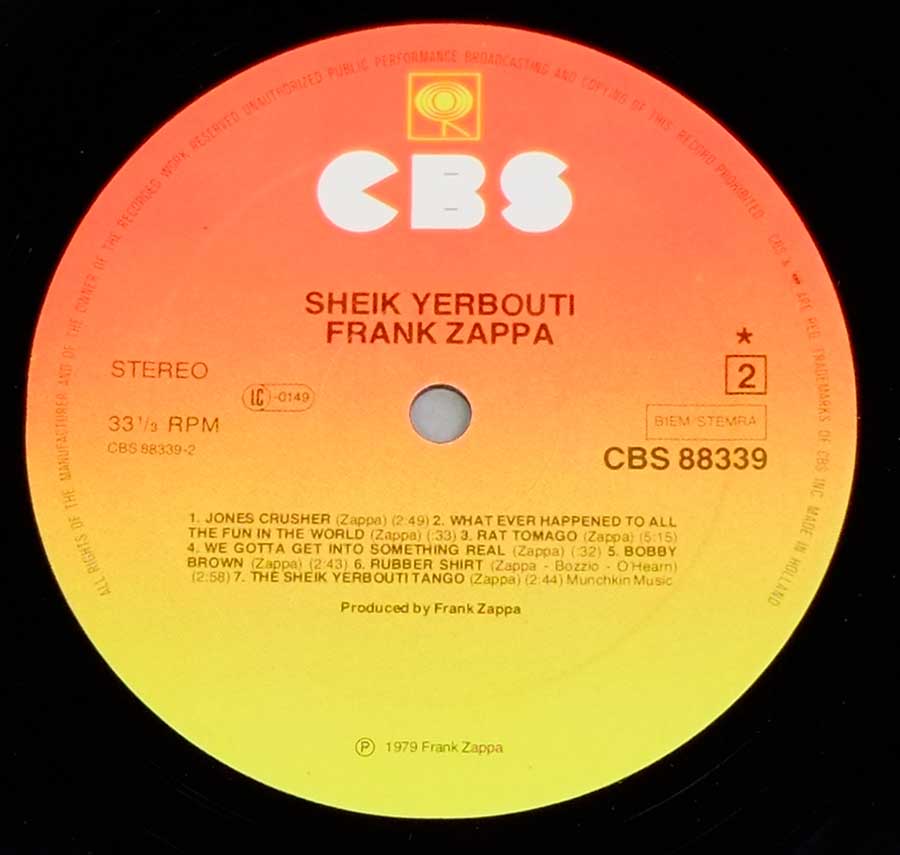 ALL RIGHTS OF THE MANUFACTURER AND OF THE OWNER OF THE RECORDED WORK RESERVED UNAUTHORIZED PUBLIC PERFORMANCE BROADCASTING AND COPYING OF THIS RECORD PROHIBITED CBS & ARE REG TRADEMARKS OF CBS INC MADE IN HOLLAND
CBS
SHEIK YERBOUTI
FRANK ZAPPA
STEREO
LC -0149
33 1/3 RPM
CBS 88339-2
*
2
BIEM/STEMRA
CBS 88339
1. JONES CRUSHER (Zappa) (2:49) 2. WHAT EVER HAPPENED TO ALL
THE FUN IN THE WORLD (Zappa) (:33) 3. RAT TOMAGO (Zappa) (5:15)
4. WE GOTTA GET INTO SOMETHING REAL (Zappa) (:32) 5. BOBBY
BROWN (Zappa) (2:43) 6. RUBBER SHIRT (Zappa - Bozzio - O'Hearn)
(2:58) 7. THE SHEIK YERBOUTI TANGO (Zappa) (2:44) Munchkin Music
Produced by Frank Zappa
℗ 1979 Frank Zappa